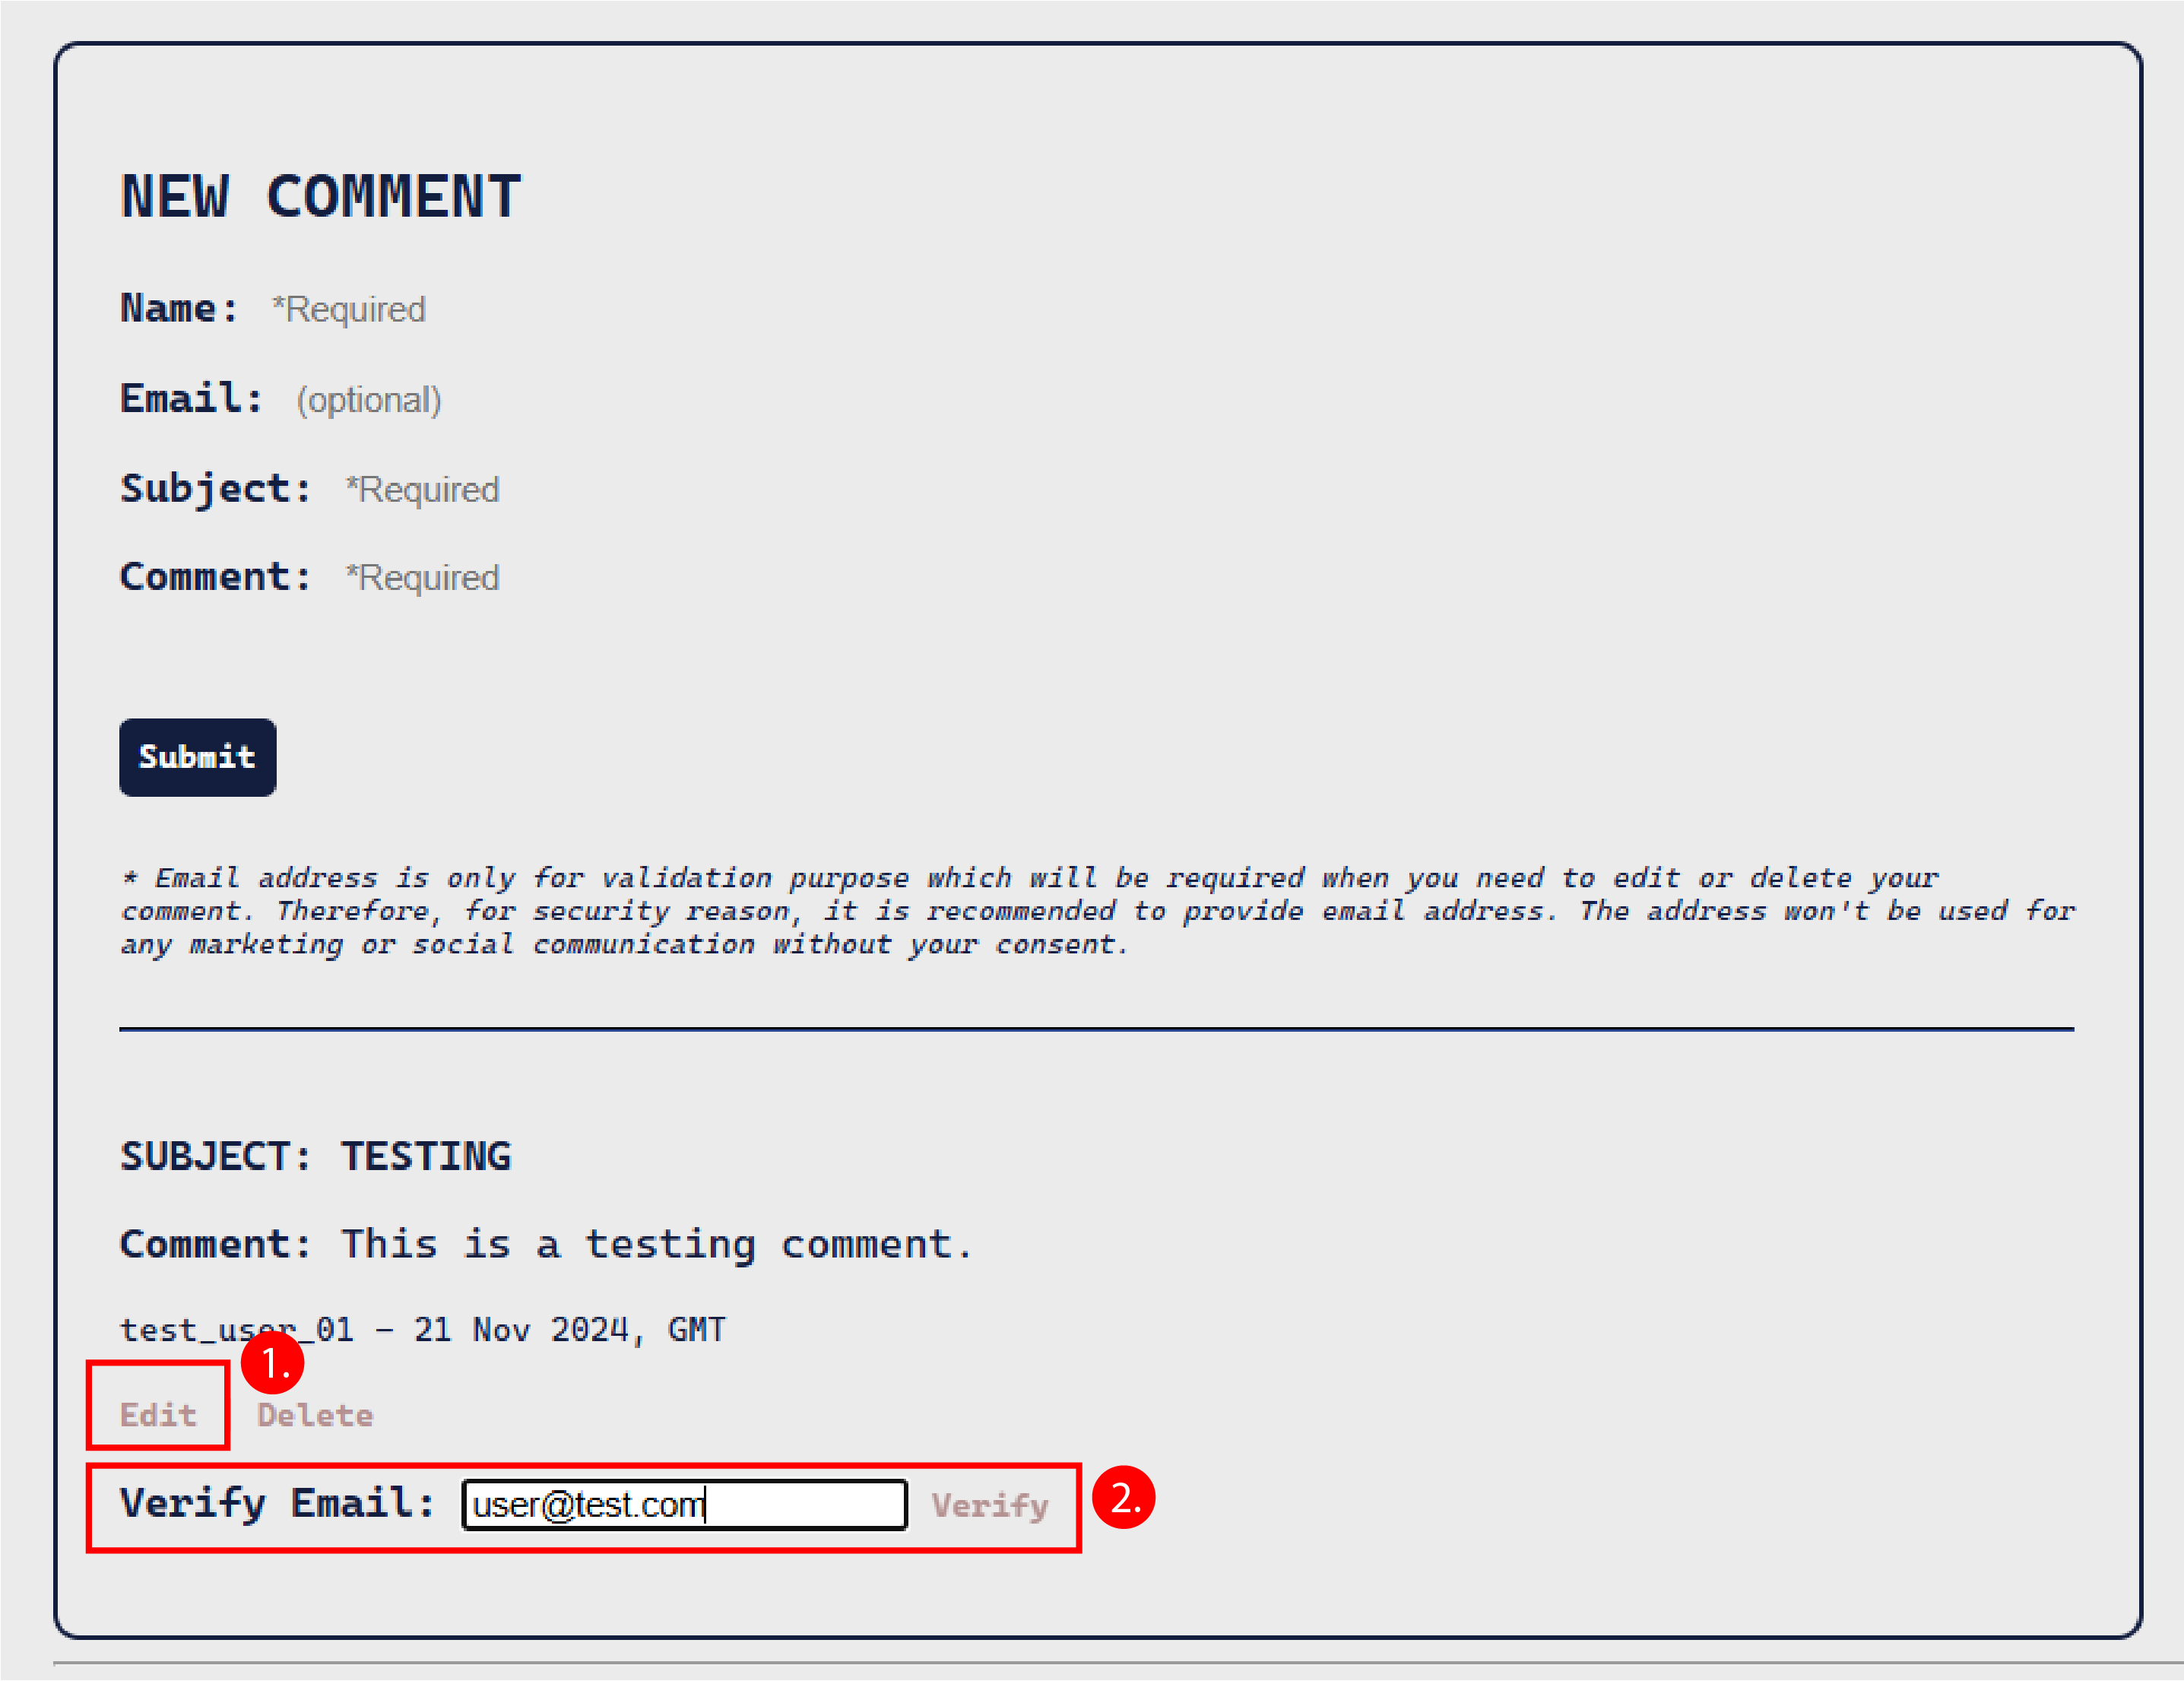 NEW COMMENT
Name: *Required
Email: (optional)
Subject: *Required
Comment: *Required
Submit
* Email address is only for validation purpose which will be required when you need to edit or delete your
comment. Therefore, for security reason, it is recommended to provide email address. The address won't be used for
any marketing or social communication without your consent.
SUBJECT: TESTING
Comment: This is a testing comment.
test_user_01 – 21 Nov 2024, GMT
1.
Edit Delete
Verify Email: user@test.com Verify 2.